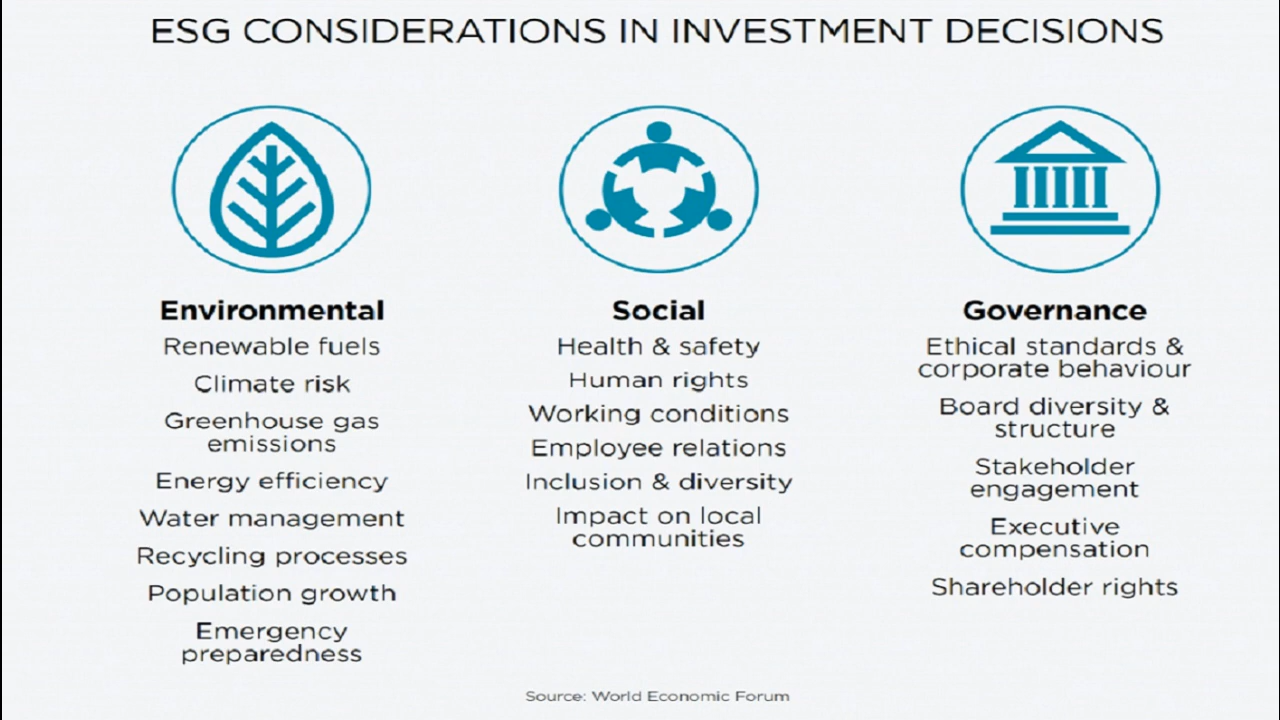 ESG CONSIDERATIONS IN INVESTMENT DECISIONS
Environmental
Renewable fuels
Climate risk
Greenhouse gas
emissions
Energy efficiency
Water management
Recycling processes
Population growth
Emergency
preparedness
Social
Health & safety
Human rights
Working conditions
Employee relations
Inclusion & diversity
Impact on local
communities
Governance
Ethical standards &
corporate behaviour
Board diversity &
structure
Stakeholder
engagement
Executive
compensation
Shareholder rights
Source: World Economic Forum